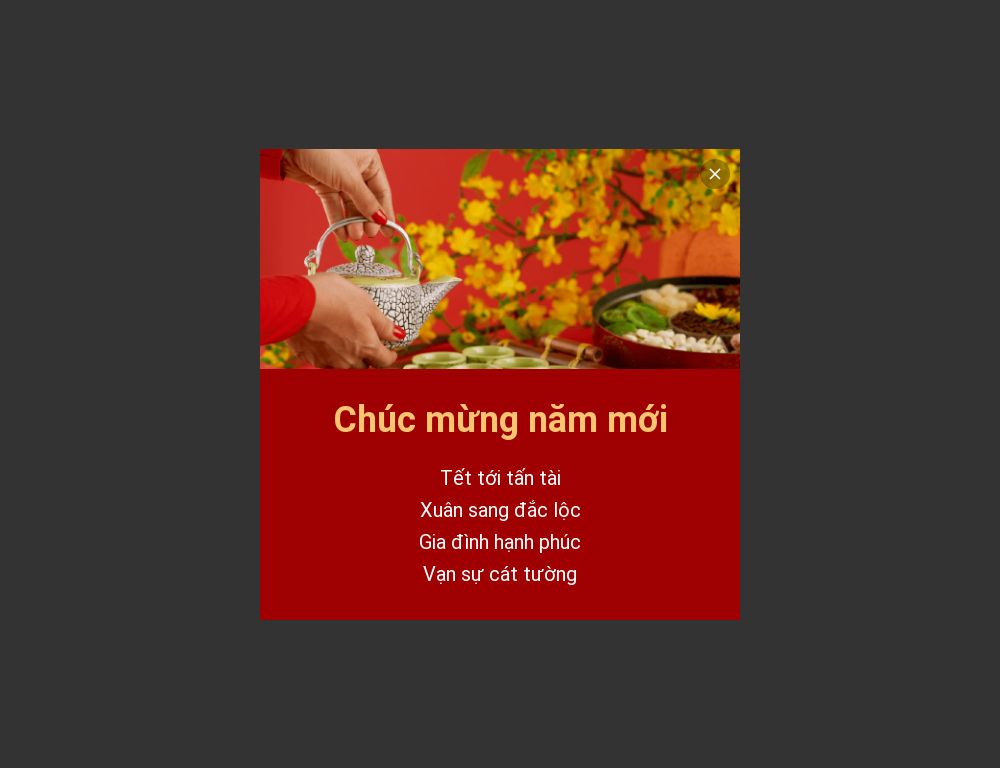 Chúc mừng năm mới
Tết tới tấn tài
Xuân sang đắc lộc
Gia đình hạnh phúc
Vạn sự cát tường